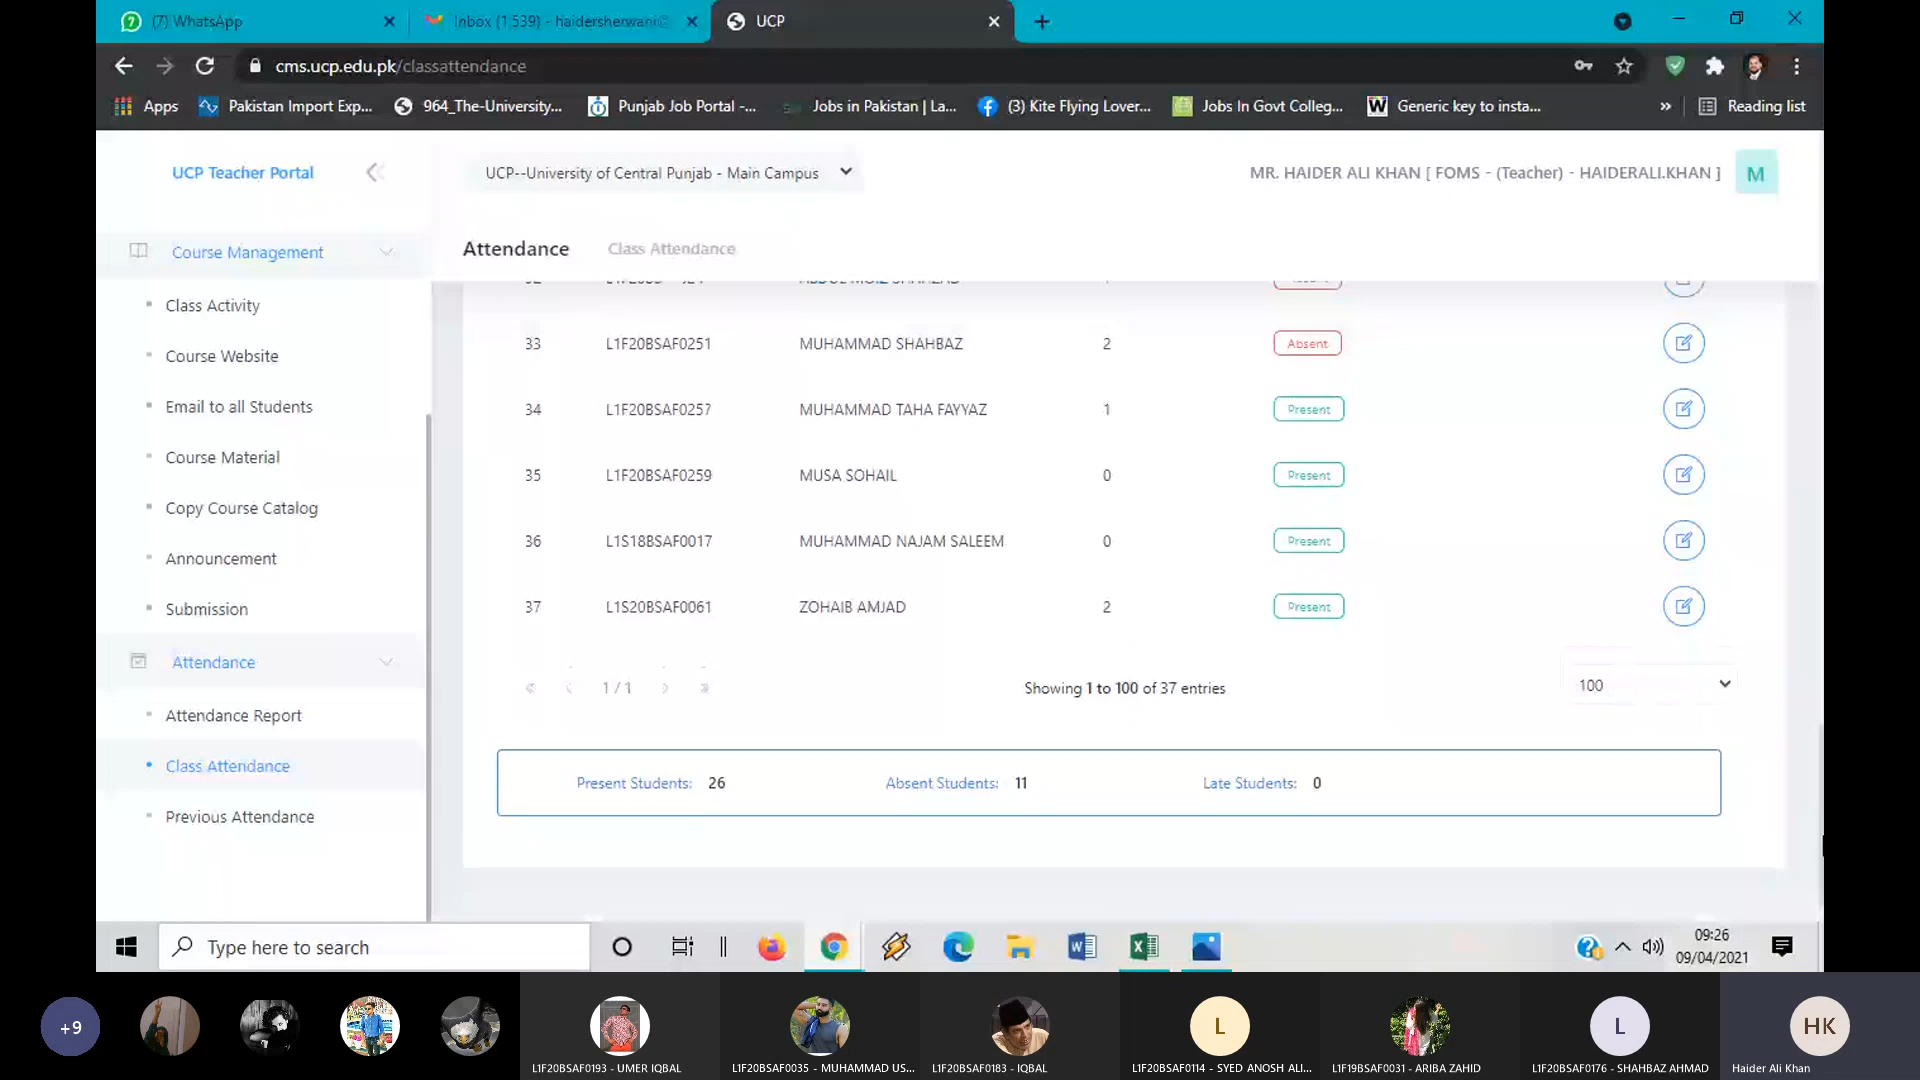 (7) WhatsApp
Inbox (1,539) - haidersherwani@
UCP
cms.ucp.edu.pk/classattendance
Apps
Pakistan Import Exp...
964_The-University...
Punjab Job Portal -...
Jobs in Pakistan | La...
(3) Kite Flying Lover...
Jobs In Govt Colleg...
Generic key to insta...
»
Reading list
UCP Teacher Portal
UCP--University of Central Punjab - Main Campus
MR. HAIDER ALI KHAN [ FOMS - (Teacher) - HAIDERALI.KHAN ]
M
Course Management
Class Activity
Course Website
Email to all Students
Course Material
Copy Course Catalog
Announcement
Submission
Attendance
Attendance Report
Class Attendance
Previous Attendance
Attendance Class Attendance
33 L1F20BSAF0251 MUHAMMAD SHAHBAZ 2 Absent
34 L1F20BSAF0257 MUHAMMAD TAHA FAYYAZ 1 Present
35 L1F20BSAF0259 MUSA SOHAIL 0 Present
36 L1S18BSAF0017 MUHAMMAD NAJAM SALEEM 0 Present
37 L1S20BSAF0061 ZOHAIB AMJAD 2 Present
« ‹ 1 / 1 › »
Showing 1 to 100 of 37 entries
100
Present Students: 26 Absent Students: 11 Late Students: 0
Type here to search
09:26
09/04/2021
+9
L1F20BSAF0193 - UMER IQBAL
L1F20BSAF0035 - MUHAMMAD US...
L1F20BSAF0183 - IQBAL
L
L1F20BSAF0114 - SYED ANOSH ALI...
L1F19BSAF0031 - ARIBA ZAHID
L
L1F20BSAF0176 - SHAHBAZ AHMAD
HK
Haider Ali Khan